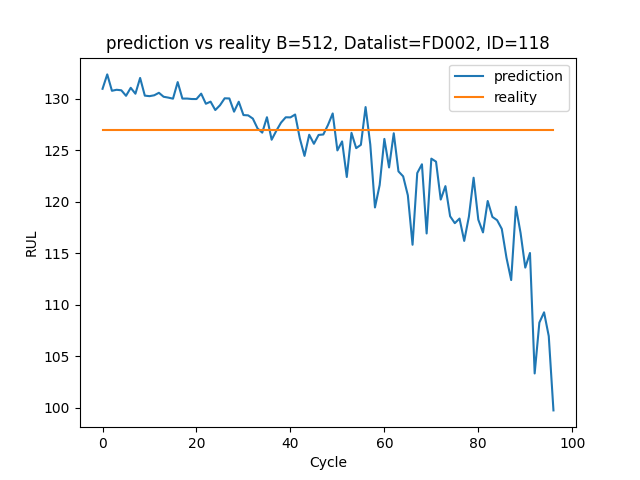 prediction vs reality B=512, Datalist=FD002, ID=118
prediction
reality
RUL
130
125
120
115
110
105
100
0
20
40
60
80
100
Cycle